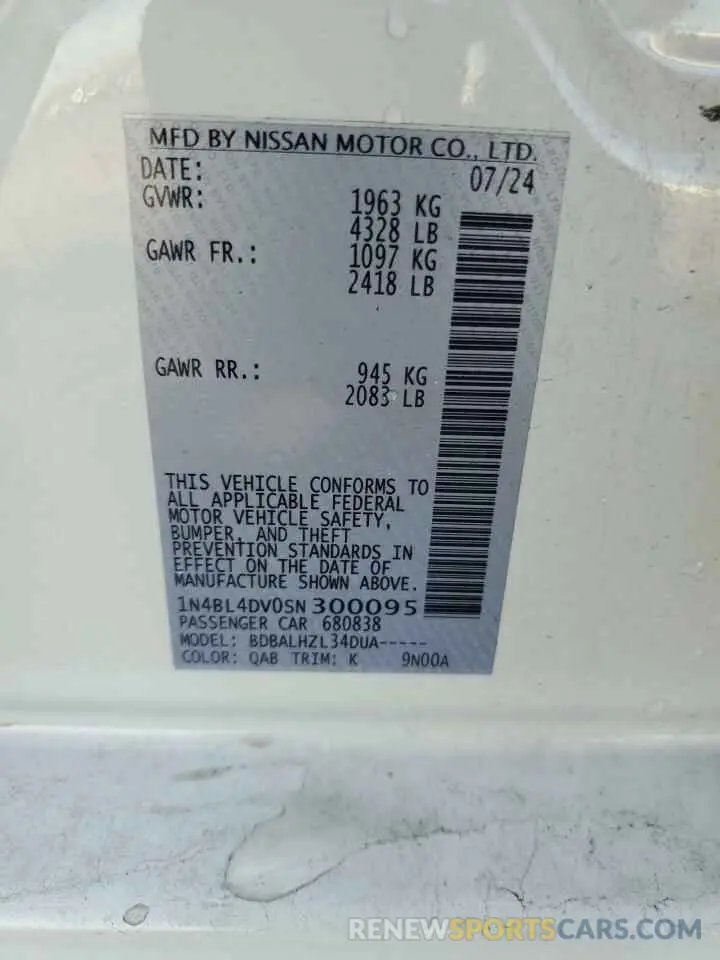 MFD BY NISSAN MOTOR CO., LTD.
DATE: 07/24
GVWR: 1963 KG
4328 LB
GAWR FR.: 1097 KG
2418 LB
GAWR RR.: 945 KG
2083 LB
THIS VEHICLE CONFORMS TO
ALL APPLICABLE FEDERAL
MOTOR VEHICLE SAFETY,
BUMPER, AND THEFT
PREVENTION STANDARDS IN
EFFECT ON THE DATE OF
MANUFACTURE SHOWN ABOVE.
1N4BL4DV0SN 300095
PASSENGER CAR 680838
MODEL: BDBALHZL34DUA-----
COLOR: QAB TRIM: K 9N00A
RENEWSPORTSCARS.COM